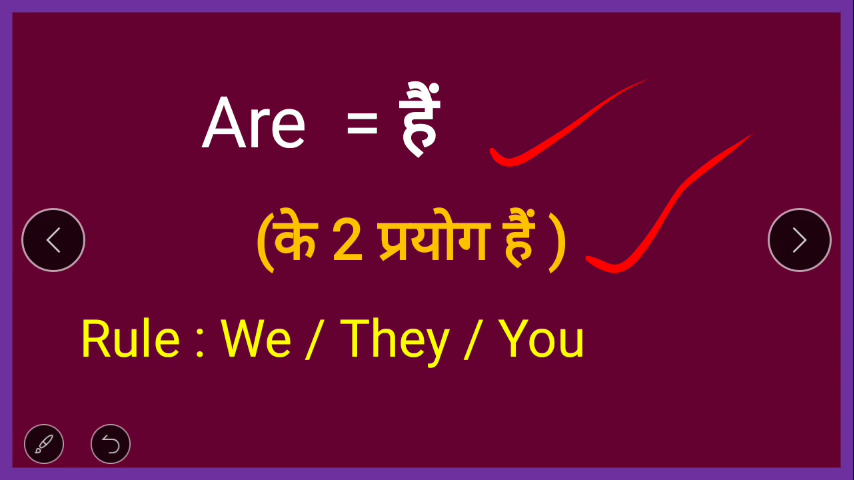 Are = हैं
(के 2 प्रयोग हैं )
Rule : We / They / You